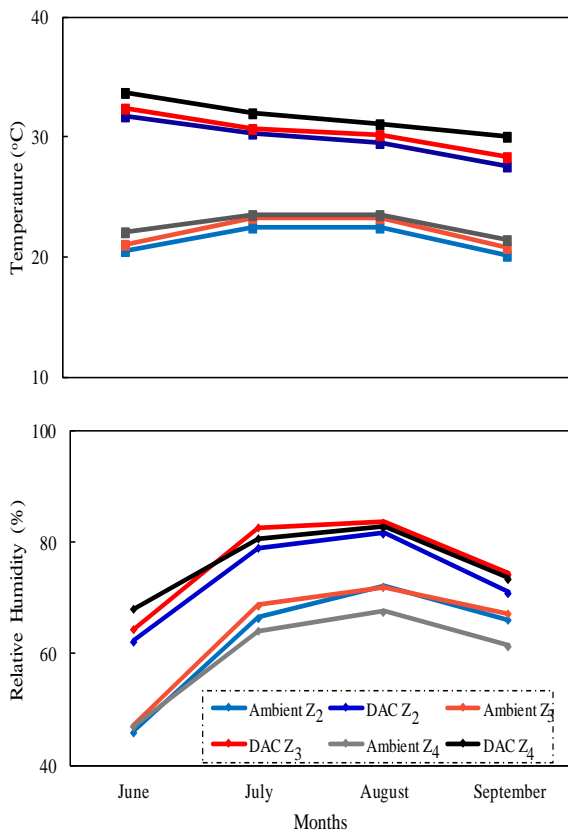 40
30
20
10
Temperature (°C)
100
80
60
40
Relative Humidity (%)
Ambient Z2 DAC Z2 Ambient Z3
DAC Z3 Ambient Z4 DAC Z4
June July August September
Months